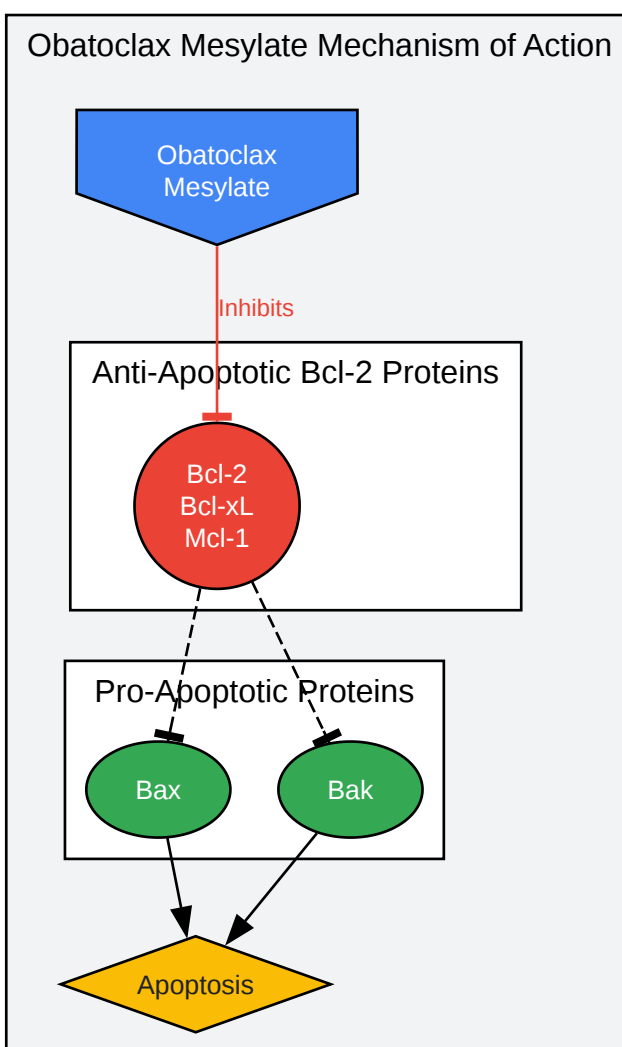 Obatoclax Mesylate Mechanism of Action
Obatoclax
Mesylate
Inhibits
Anti-Apoptotic Bcl-2 Proteins
Bcl-2
Bcl-xL
Mcl-1
Pro-Apoptotic Proteins
Bax
Bak
Apoptosis